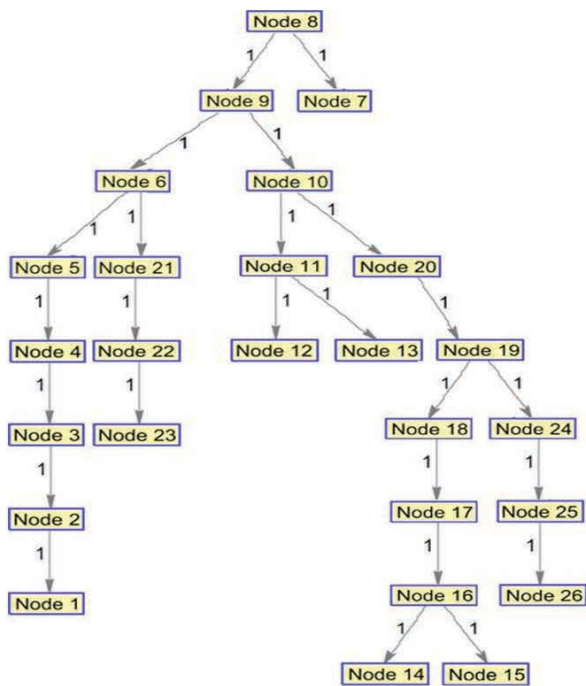 Node 8
1 1
Node 9 Node 7
1 1
Node 6 Node 10
1 1 1 1
Node 5 Node 21 Node 11 Node 20
1 1 1 1 1
Node 4 Node 22 Node 12 Node 13 Node 19
1 1 1 1
Node 3 Node 23 Node 18 Node 24
1 1 1
Node 2 Node 17 Node 25
1 1 1
Node 1 Node 16 Node 26
1 1
Node 14 Node 15